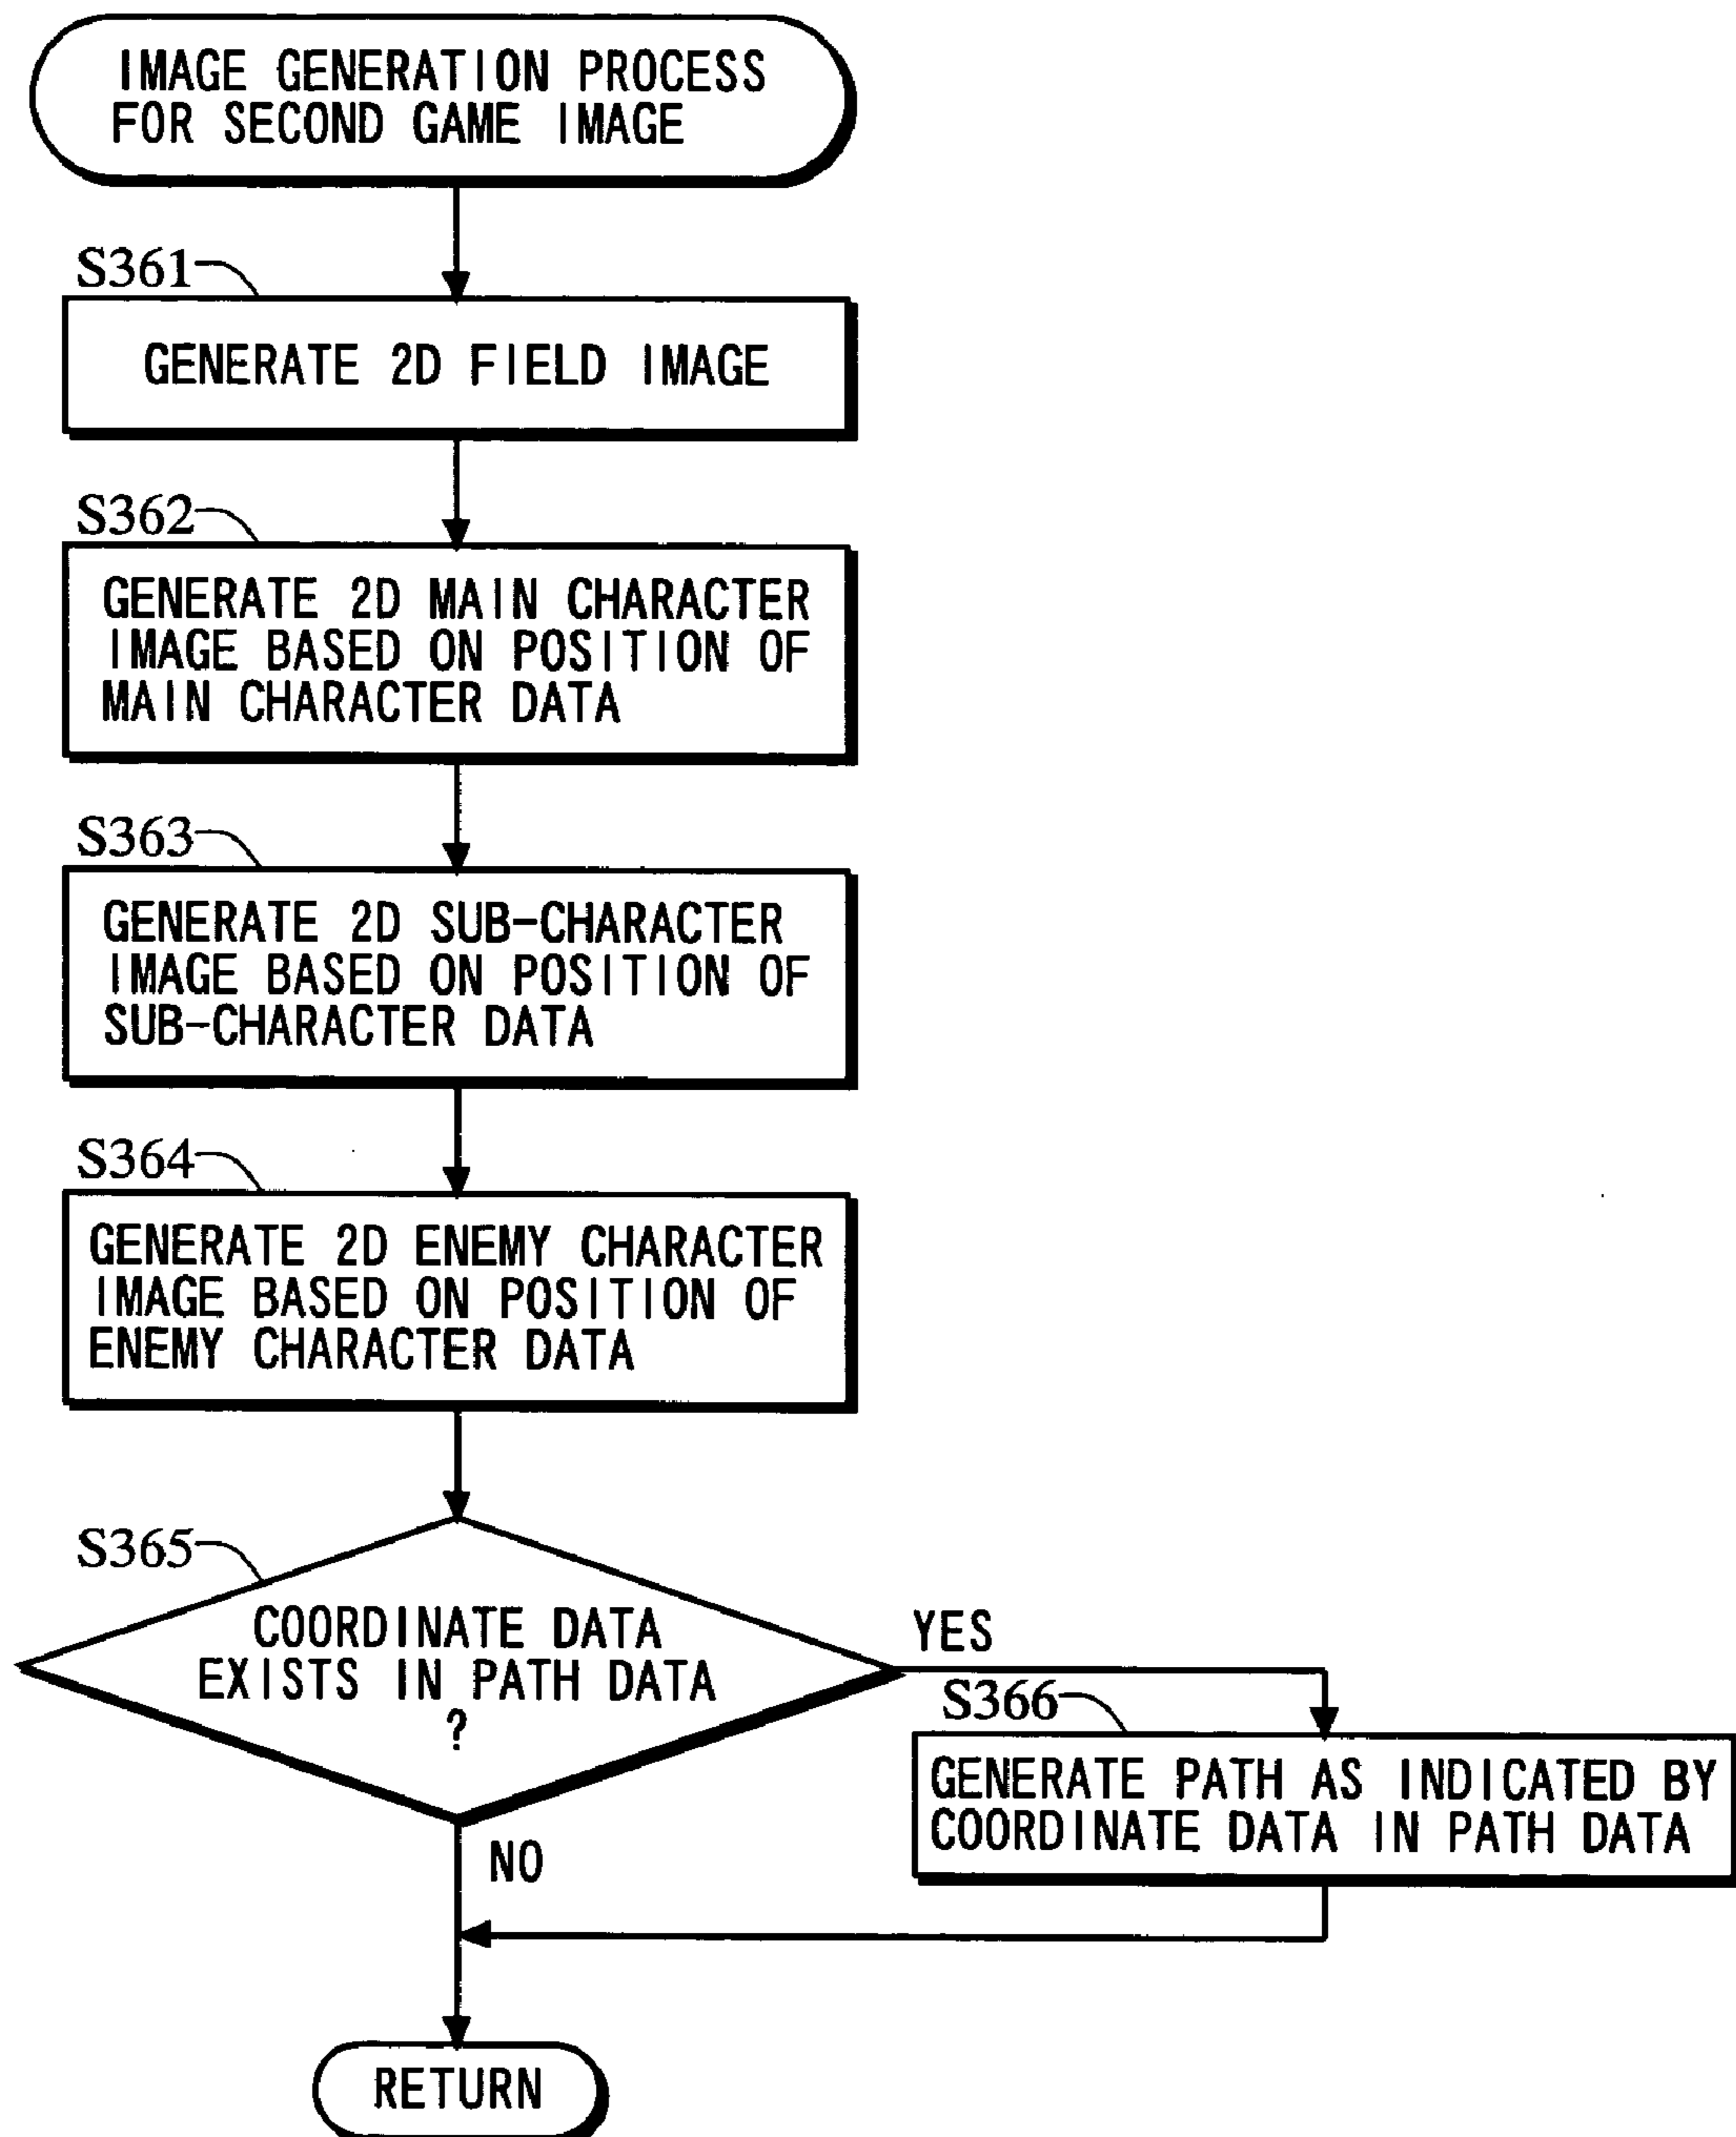 IMAGE GENERATION PROCESS
FOR SECOND GAME IMAGE
S361
GENERATE 2D FIELD IMAGE
S362
GENERATE 2D MAIN CHARACTER
IMAGE BASED ON POSITION OF
MAIN CHARACTER DATA
S363
GENERATE 2D SUB-CHARACTER
IMAGE BASED ON POSITION OF
SUB-CHARACTER DATA
S364
GENERATE 2D ENEMY CHARACTER
IMAGE BASED ON POSITION OF
ENEMY CHARACTER DATA
S365
COORDINATE DATA
EXISTS IN PATH DATA
?
YES
S366
GENERATE PATH AS INDICATED BY
COORDINATE DATA IN PATH DATA
NO
RETURN